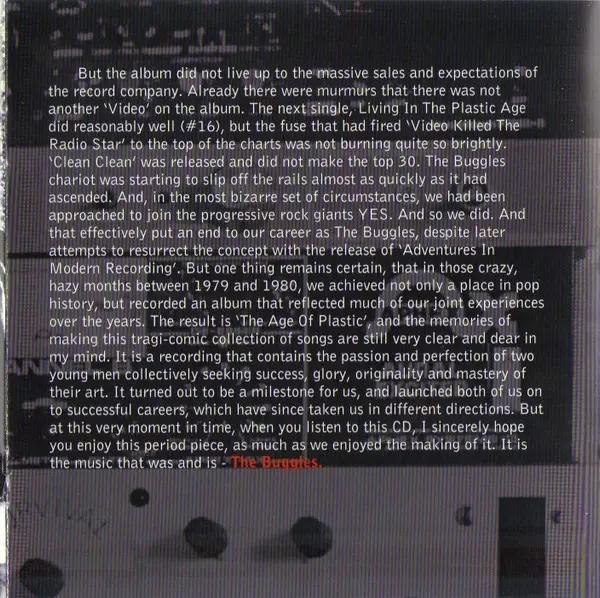 But the album did not live up to the massive sales and expectations of
the record company. Already there were murmurs that there was not
another 'Video' on the album. The next single, Living In The Plastic Age
did reasonably well (#16), but the fuse that had fired 'Video Killed The
Radio Star' to the top of the charts was not burning quite so brightly.
'Clean Clean' was released and did not make the top 30. The Buggles
chariot was starting to slip off the rails almost as quickly as it had
ascended. And, in the most bizarre set of circumstances, we had been
approached to join the progressive rock giants YES. And so we did. And
that effectively put an end to our career as The Buggles, despite later
attempts to resurrect the concept with the release of 'Adventures In
Modern Recording'. But one thing remains certain, that in those crazy,
hazy months between 1979 and 1980, we achieved not only a place in pop
history, but recorded an album that reflected much of our joint experiences
over the years. The result is 'The Age Of Plastic', and the memories of
making this tragi-comic collection of songs are still very clear and dear in
my mind. It is a recording that contains the passion and perfection of two
young men collectively seeking success, glory, originality and mastery of
their art. It turned out to be a milestone for us, and launched both of us on
to successful careers, which have since taken us in different directions. But
at this very moment in time, when you listen to this CD, I sincerely hope
you enjoy this period piece, as much as we enjoyed the making of it. It is
the music that was and is - The Buggles.